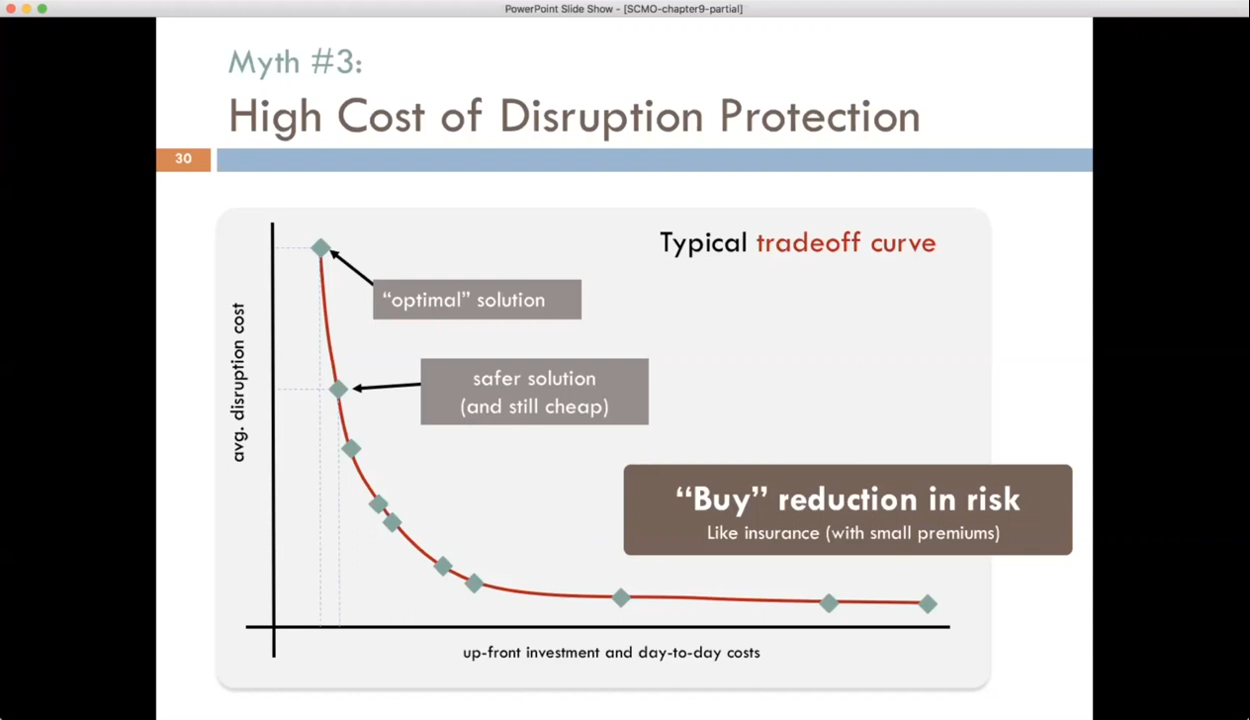 PowerPoint Slide Show - [SCMO-chapter9-partial]
Myth #3:
High Cost of Disruption Protection
30
Typical tradeoff curve
“optimal” solution
safer solution
(and still cheap)
avg. disruption cost
“Buy” reduction in risk
Like insurance (with small premiums)
up-front investment and day-to-day costs